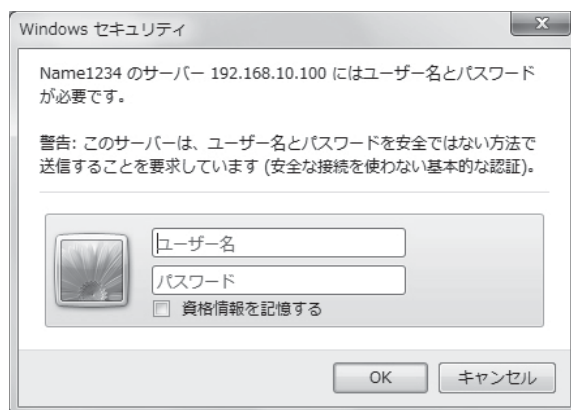 Windows セキュリティ
x
Name1234 のサーバー 192.168.10.100 にはユーザー名とパスワード
が必要です。
警告: このサーバーは、ユーザー名とパスワードを安全ではない方法で
送信することを要求しています (安全な接続を使わない基本的な認証)。
ユーザー名
パスワード
資格情報を記憶する
OK
キャンセル